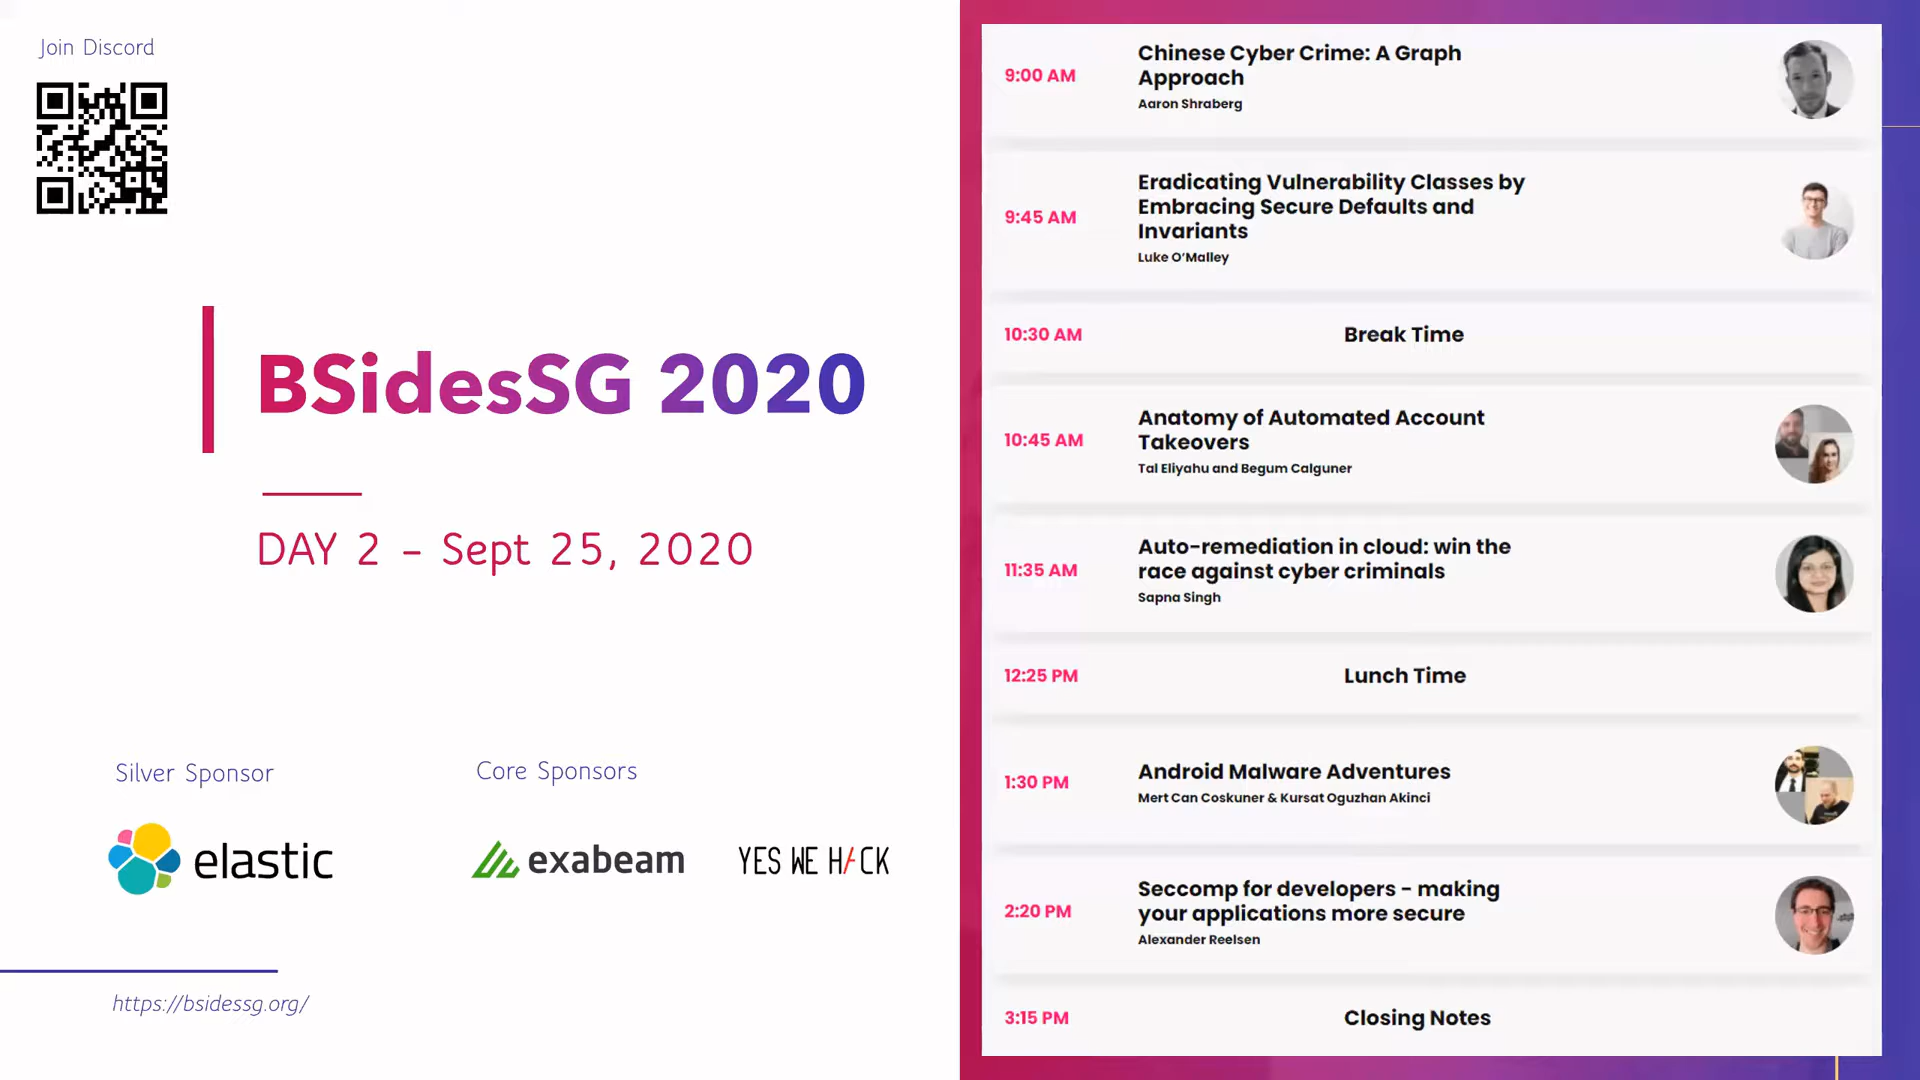 Join Discord
BSidesSG 2020
DAY 2 - Sept 25, 2020
Silver Sponsor
elastic
Core Sponsors
exabeam
YES WE H/CK
https://bsidessg.org/
9:00 AM
Chinese Cyber Crime: A Graph
Approach
Aaron Shraberg
9:45 AM
Eradicating Vulnerability Classes by
Embracing Secure Defaults and
Invariants
Luke O’Malley
10:30 AM
Break Time
10:45 AM
Anatomy of Automated Account
Takeovers
Tal Eliyahu and Begum Calguner
11:35 AM
Auto-remediation in cloud: win the
race against cyber criminals
Sapna Singh
12:25 PM
Lunch Time
1:30 PM
Android Malware Adventures
Mert Can Coskuner & Kursat Oguzhan Akinci
2:20 PM
Seccomp for developers - making
your applications more secure
Alexander Reelsen
3:15 PM
Closing Notes